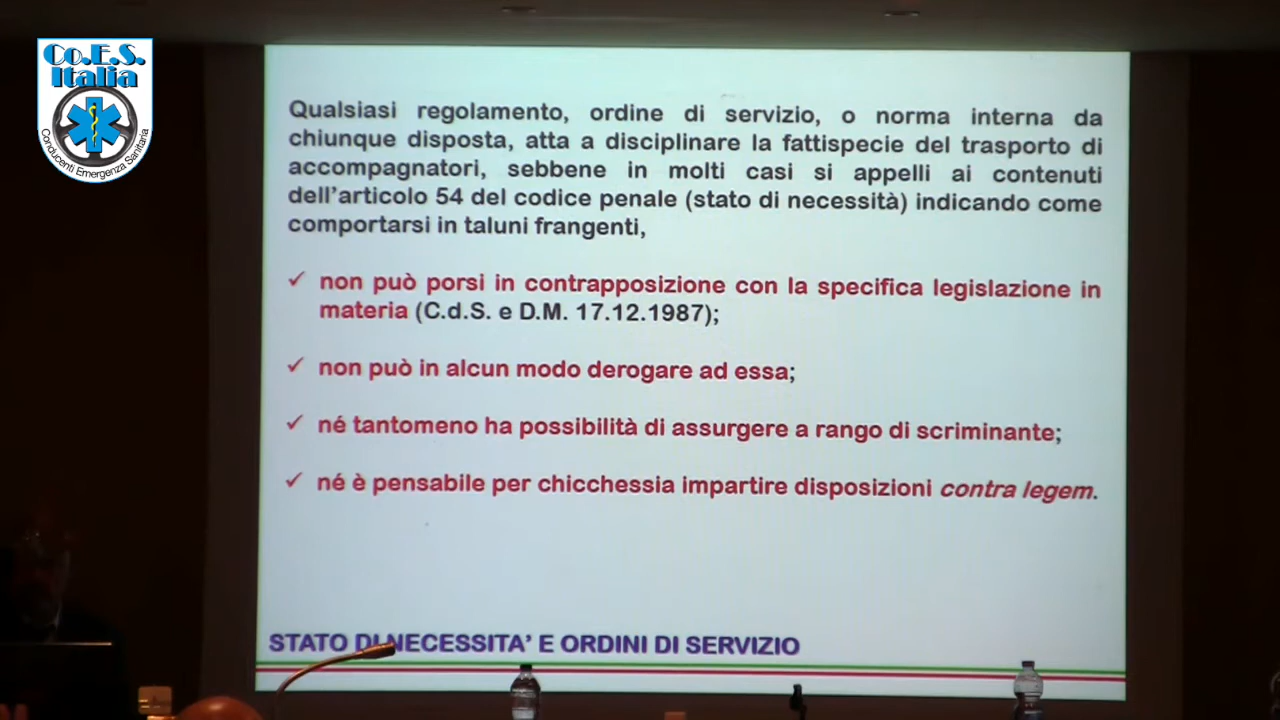 Co.E.S.
Italia
Conducenti Emergenza Sanitaria
Qualsiasi regolamento, ordine di servizio, o norma interna da
chiunque disposta, atta a disciplinare la fattispecie del trasporto di
accompagnatori, sebbene in molti casi si appelli ai contenuti
dell'articolo 54 del codice penale (stato di necessità) indicando come
comportarsi in taluni frangenti,
✓ non può porsi in contrapposizione con la specifica legislazione in
materia (C.d.S. e D.M. 17.12.1987);
✓ non può in alcun modo derogare ad essa;
✓ né tantomeno ha possibilità di assurgere a rango di scriminante;
✓ né è pensabile per chicchessia impartire disposizioni contra legem.
STATO DI NECESSITA' E ORDINI DI SERVIZIO